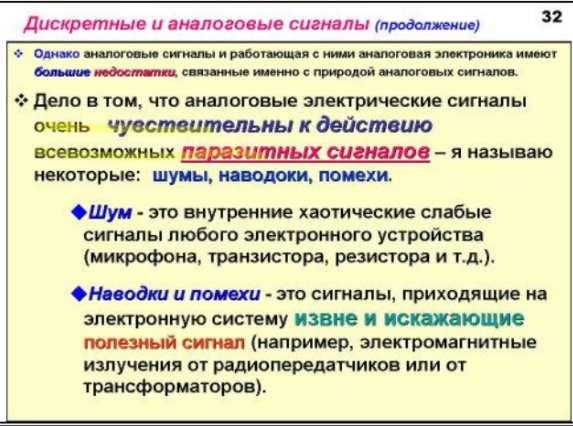 Дискретные и аналоговые сигналы (продолжение) 32
Однако аналоговые сигналы и работающая с ними аналоговая электроника имеют
большие недостатки, связанные именно с природой аналоговых сигналов.
Дело в том, что аналоговые электрические сигналы
очень чувствительны к действию
всевозможных паразитных сигналов – я называю
некоторые: шумы, наводоки, помехи.
Шум - это внутренние хаотические слабые
сигналы любого электронного устройства
(микрофона, транзистора, резистора и т.д.).
Наводки и помехи - это сигналы, приходящие на
электронную систему извне и искажающие
полезный сигнал (например, электромагнитные
излучения от радиопередатчиков или от
трансформаторов).